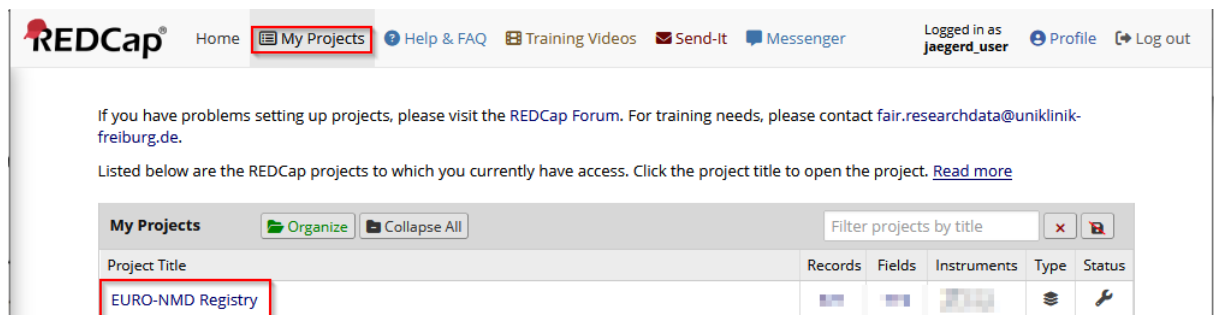 REDCap® Home My Projects Help & FAQ Training Videos Send-It Messenger Logged in as jaegerd_user Profile Log out
If you have problems setting up projects, please visit the REDCap Forum. For training needs, please contact fair.researchdata@uniklinik-
freiburg.de.
Listed below are the REDCap projects to which you currently have access. Click the project title to open the project. Read more
My Projects Organize Collapse All Filter projects by title
Project Title Records Fields Instruments Type Status
EURO-NMD Registry